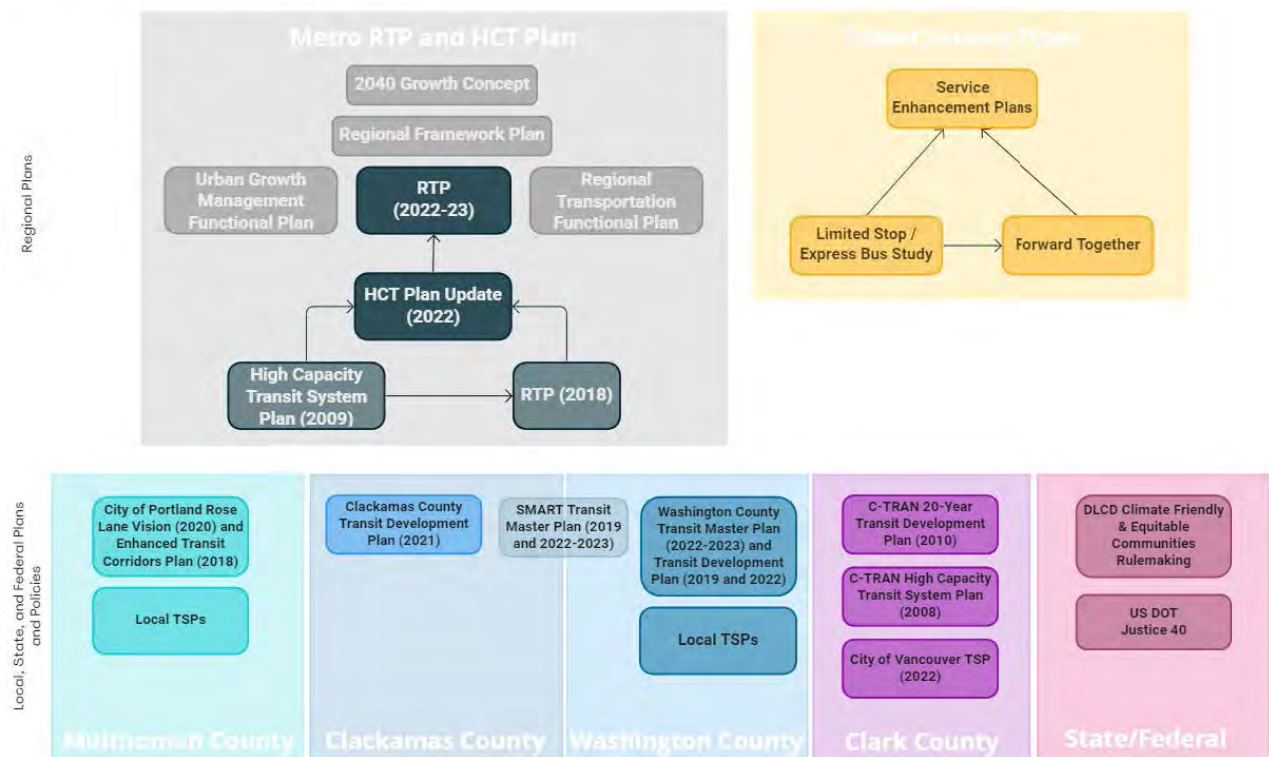 Regional Plans
Metro RTP and HCT Plan
2040 Growth Concept
Regional Framework Plan
Urban Growth
Management
Functional Plan
RTP
(2022-23)
Regional
Transportation
Functional Plan
HCT Plan Update
(2022)
High Capacity
Transit System
Plan (2009)
RTP (2018)
Service
Enhancement Plans
Limited Stop /
Express Bus Study
Forward Together
Local, State, and Federal Plans
and Policies
City of Portland Rose
Lane Vision (2020) and
Enhanced Transit
Corridors Plan (2018)
Local TSPs
Multnomah County
Clackamas County
Transit Development
Plan (2021)
SMART Transit
Master Plan (2019
and 2022-2023)
Clackamas County
Washington County
Transit Master Plan
(2022-2023) and
Transit Development
Plan (2019 and 2022)
Local TSPs
Washington County
C-TRAN 20-Year
Transit Development
Plan (2010)
C-TRAN High Capacity
Transit System Plan
(2008)
City of Vancouver TSP
(2022)
Clark County
DLCD Climate Friendly
& Equitable
Communities
Rulemaking
US DOT
Justice 40
State/Federal